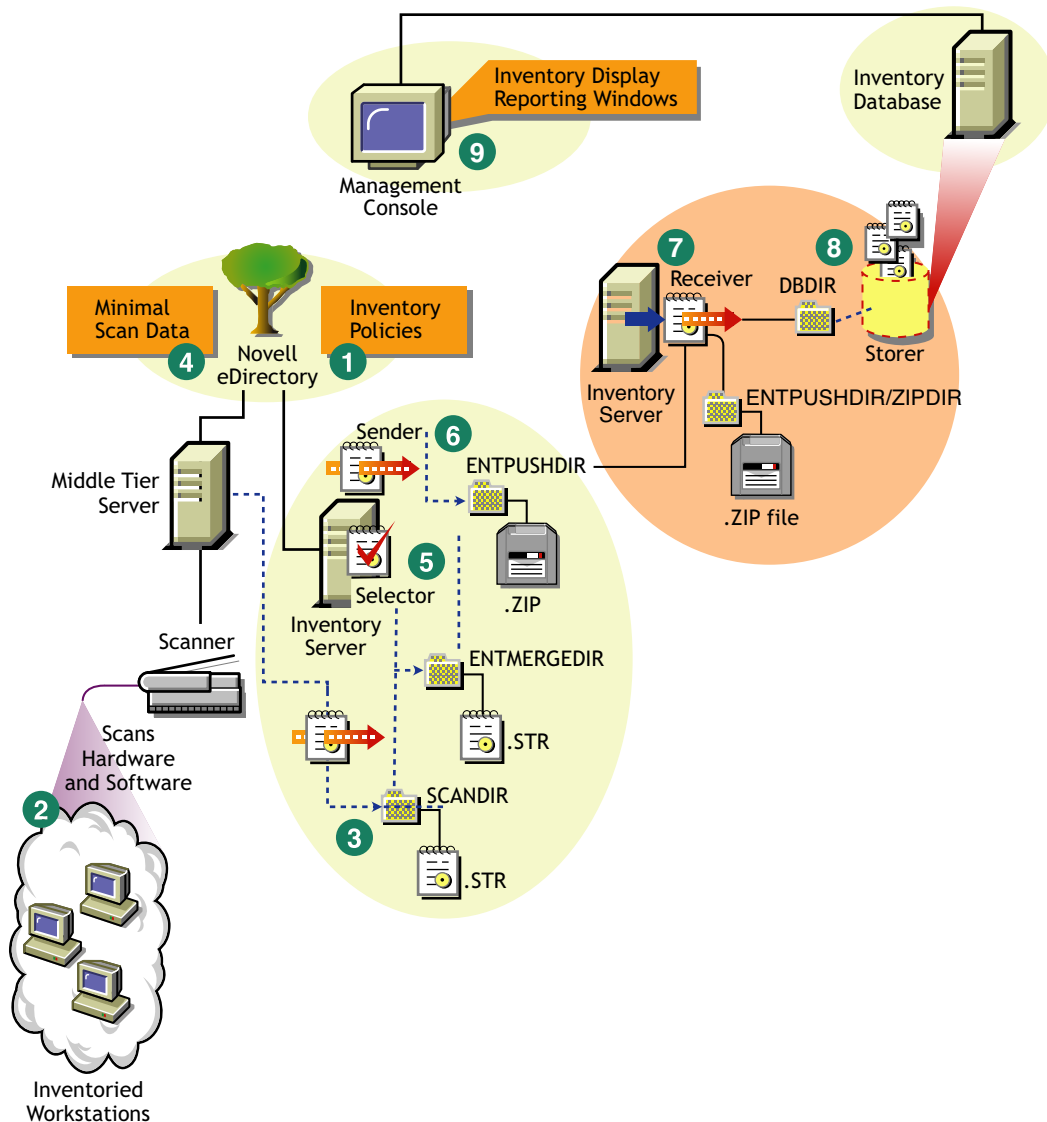 Inventory Display
Reporting Windows
Inventory
Database
9
Management
Console
7
Receiver
8
DBDIR
Storer
Inventory
Server
ENTPUSHDIR/ZIPDIR
.ZIP file
Minimal
Scan Data
4
Inventory
Policies
1
Novell
eDirectory
Middle Tier
Server
Sender
6
ENTPUSHDIR
.ZIP
5
Selector
Inventory
Server
ENTMERGEDIR
.STR
SCANDIR
3
.STR
Scanner
Scans
Hardware
and Software
2
Inventoried
Workstations